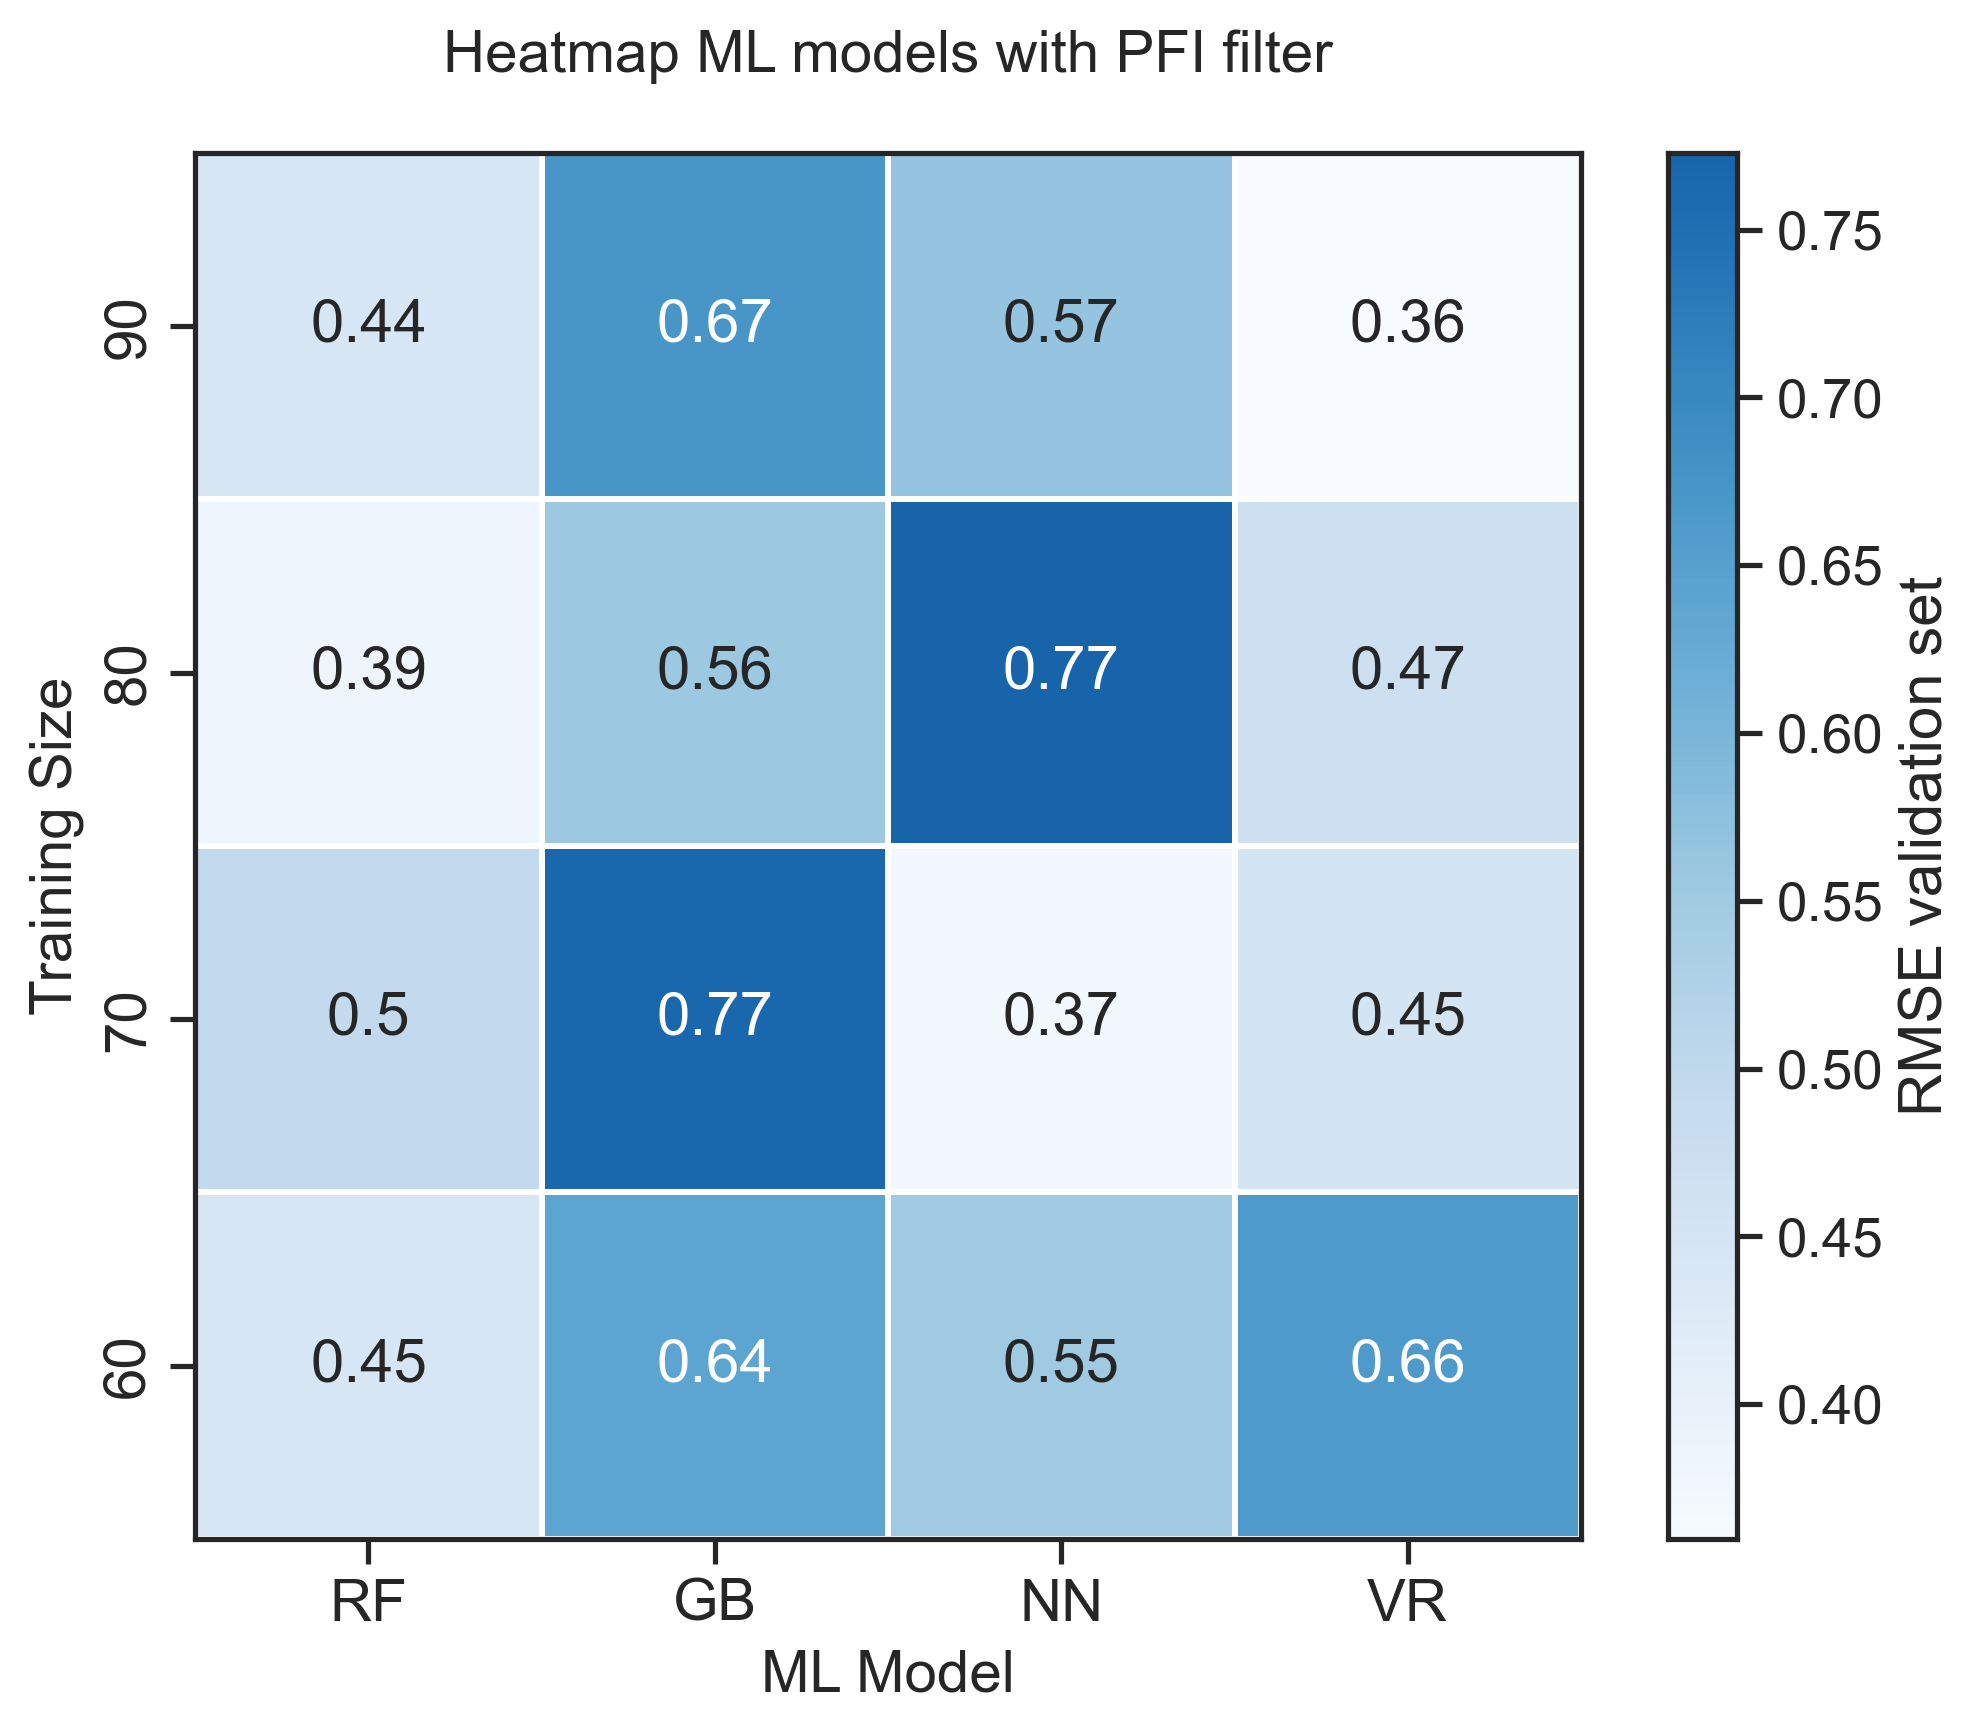 Heatmap ML models with PFI filter
Training Size
90
0.44 0.67 0.57 0.36
80
0.39 0.56 0.77 0.47
70
0.5 0.77 0.37 0.45
60
0.45 0.64 0.55 0.66
RF GB NN VR
ML Model
0.75
0.70
0.65
0.60
0.55
0.50
0.45
0.40
RMSE validation set